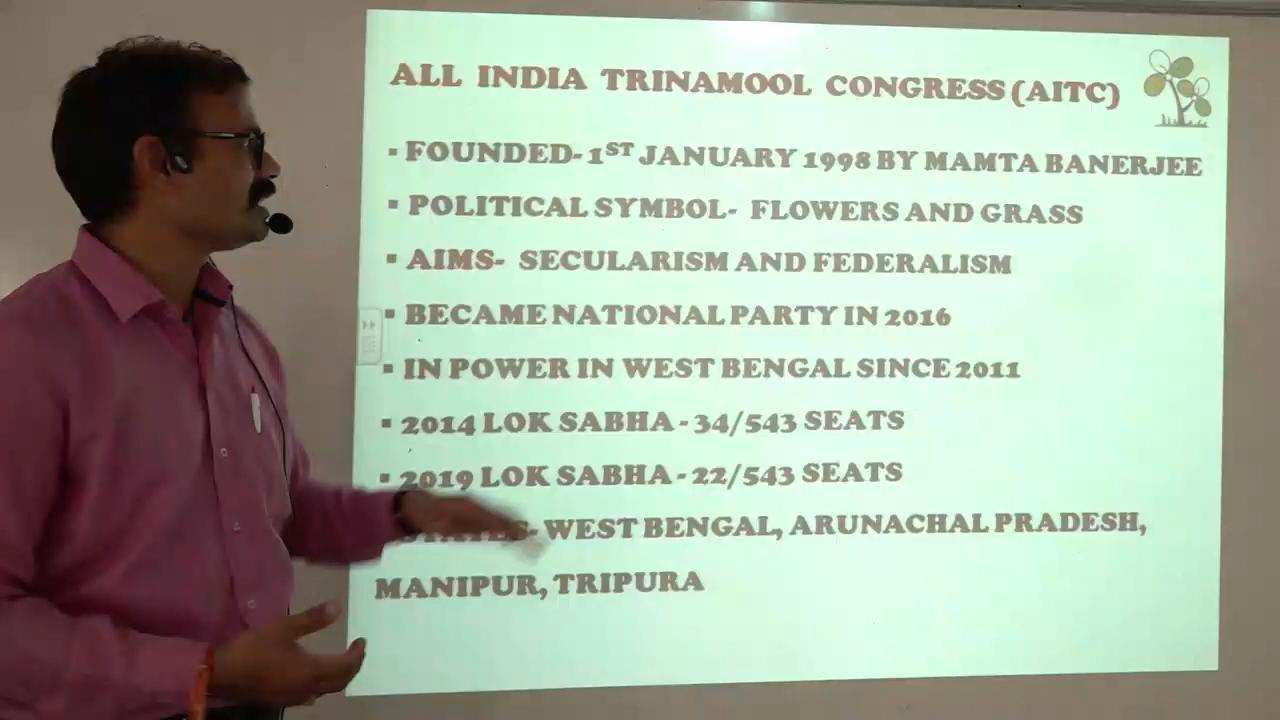 ALL INDIA TRINAMOOL CONGRESS (AITC)
▪ FOUNDED- 1ST JANUARY 1998 BY MAMTA BANERJEE
▪ POLITICAL SYMBOL- FLOWERS AND GRASS
▪ AIMS- SECULARISM AND FEDERALISM
▪ BECAME NATIONAL PARTY IN 2016
▪ IN POWER IN WEST BENGAL SINCE 2011
▪ 2014 LOK SABHA - 34/543 SEATS
▪ 2019 LOK SABHA - 22/543 SEATS
STATES- WEST BENGAL, ARUNACHAL PRADESH,
MANIPUR, TRIPURA